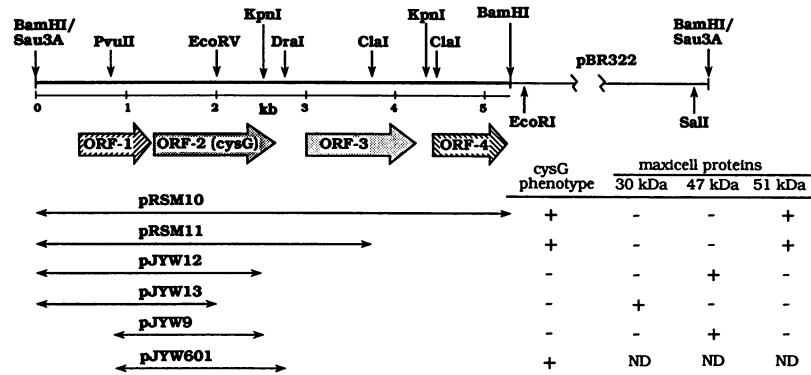 KpnI KpnI BamHI
BamHI/ Sau3A PvuII EcoRV DraI ClaI ClaI BamHI/ Sau3A
pBR322
0 1 2 kb 3 4 5
EcoRI SalI
ORF-1 ORF-2 (cysG) ORF-3 ORF-4
cysG phenotype maxicell proteins
30 kDa 47 kDa 51 kDa
pRSM10 + - - +
pRSM11 + - - +
pJYW12 - - + -
pJYW13 - + - -
pJYW9 - - + -
pJYW601 + ND ND ND